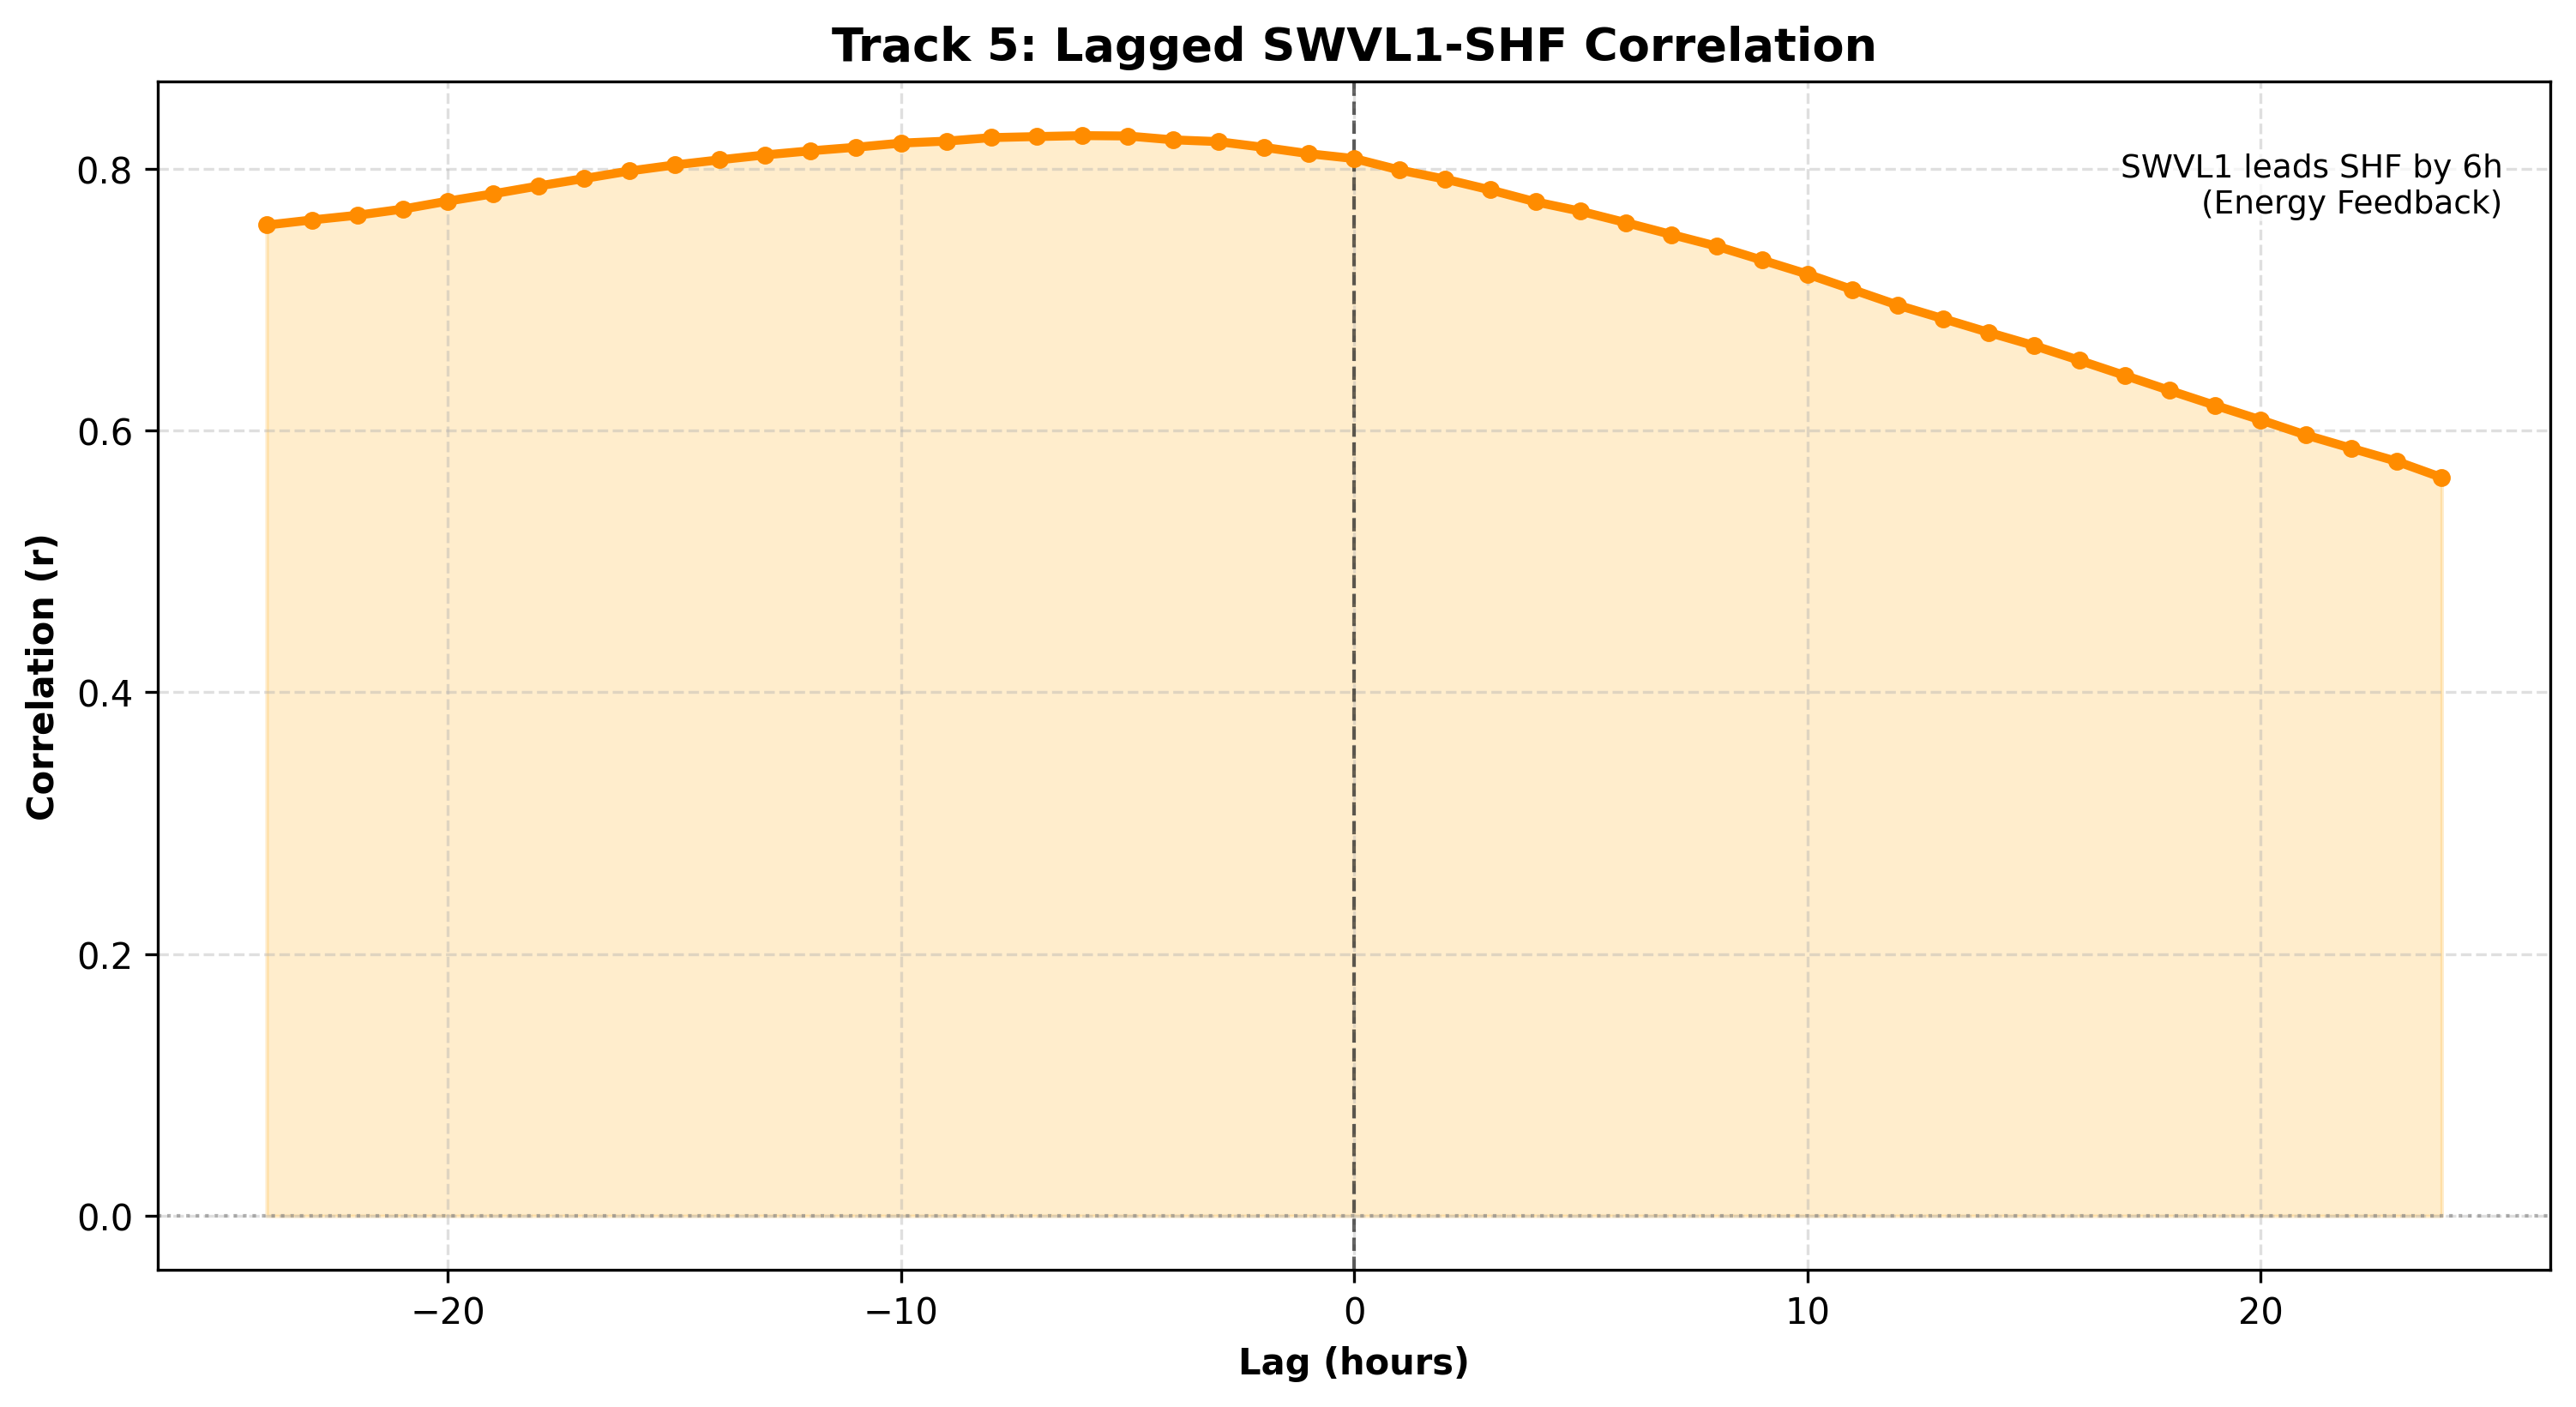 Track 5: Lagged SWVL1-SHF Correlation
SWVL1 leads SHF by 6h
(Energy Feedback)
Correlation (r)
0.8
0.6
0.4
0.2
0.0
−20
−10
0
10
20
Lag (hours)